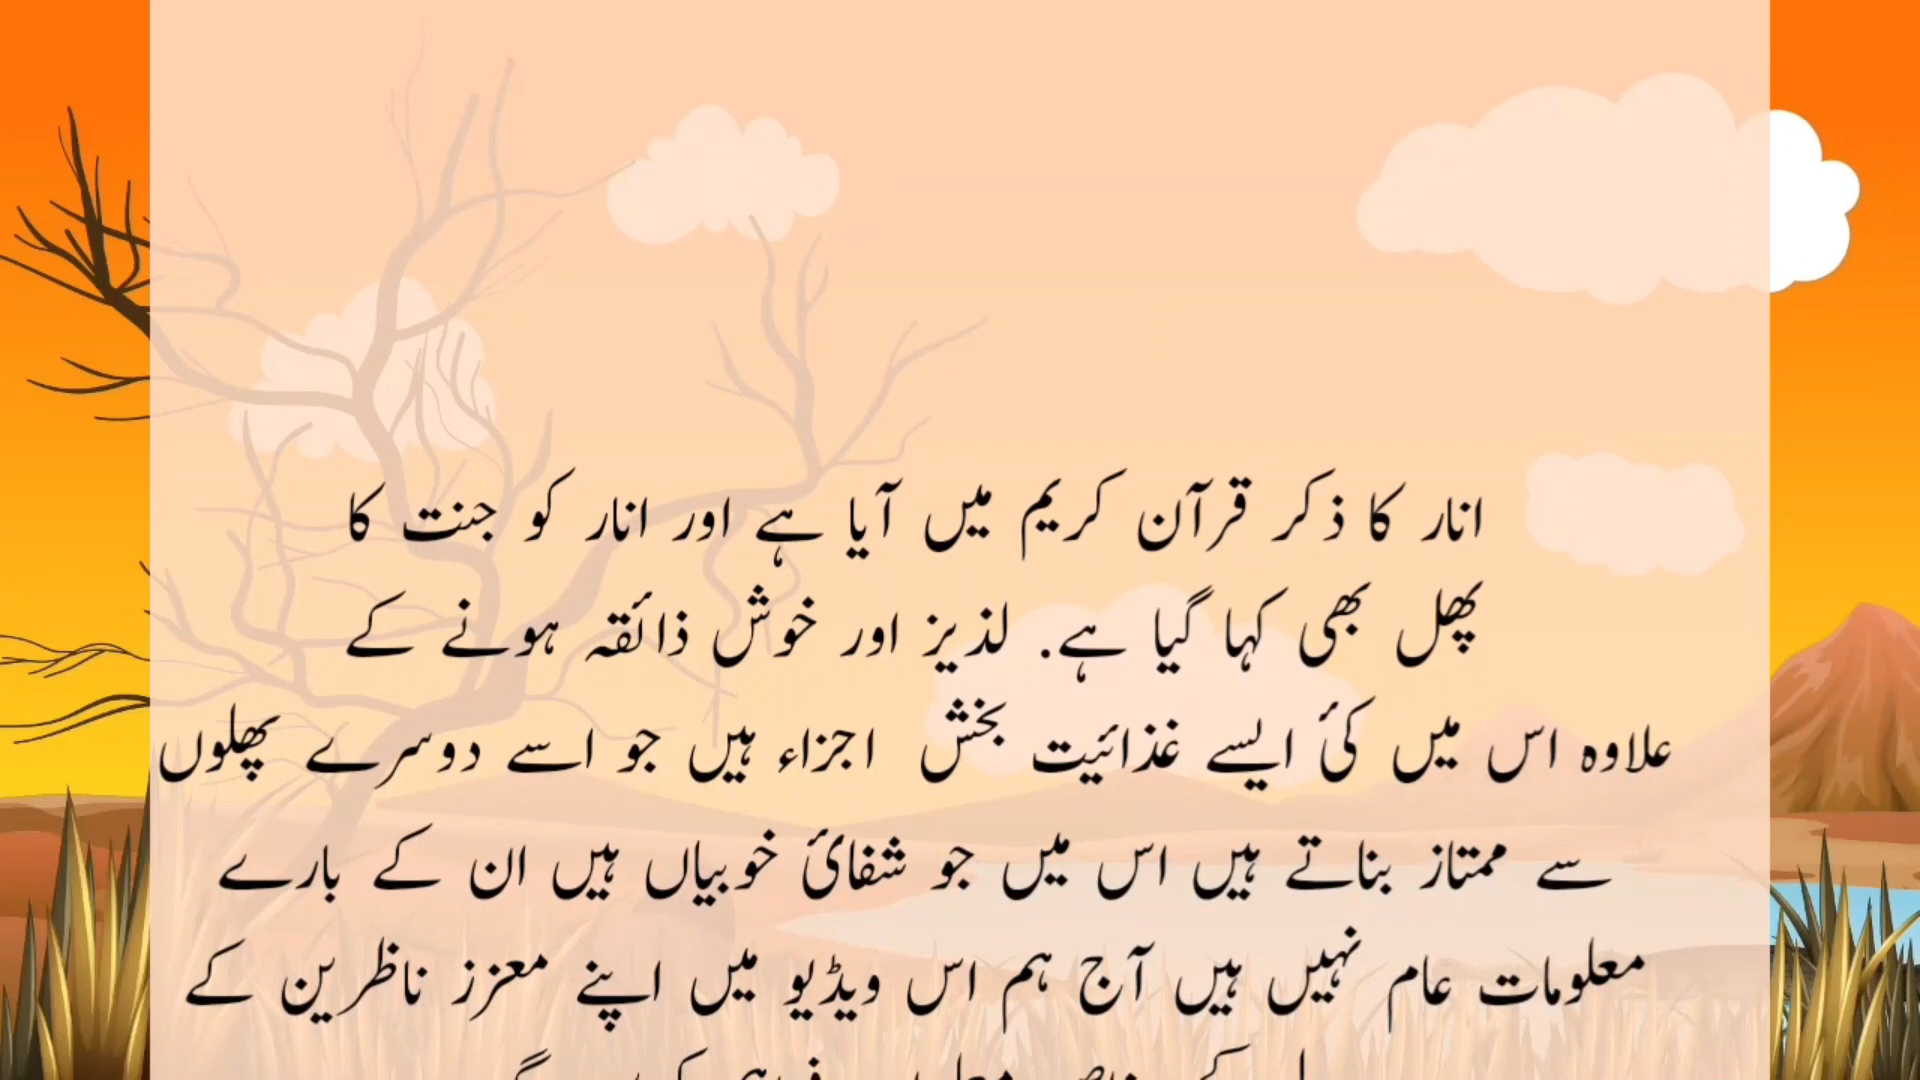 انار کا ذکر قرآن کریم میں آیا ہے اور انار کو جنت کا
پھل بھی کہا گیا ہے. لذیز اور خوش ذائقہ ہونے کے
علاوہ اس میں کئ ایسے غذائیت بخش اجزاء ہیں جو اسے دوسرے پھلوں
سے ممتاز بناتے ہیں اس میں جو شفائ خوبیاں ہیں ان کے بارے
معلومات عام نہیں ہیں آج ہم اس ویڈیو میں اپنے معزز ناظرین کے